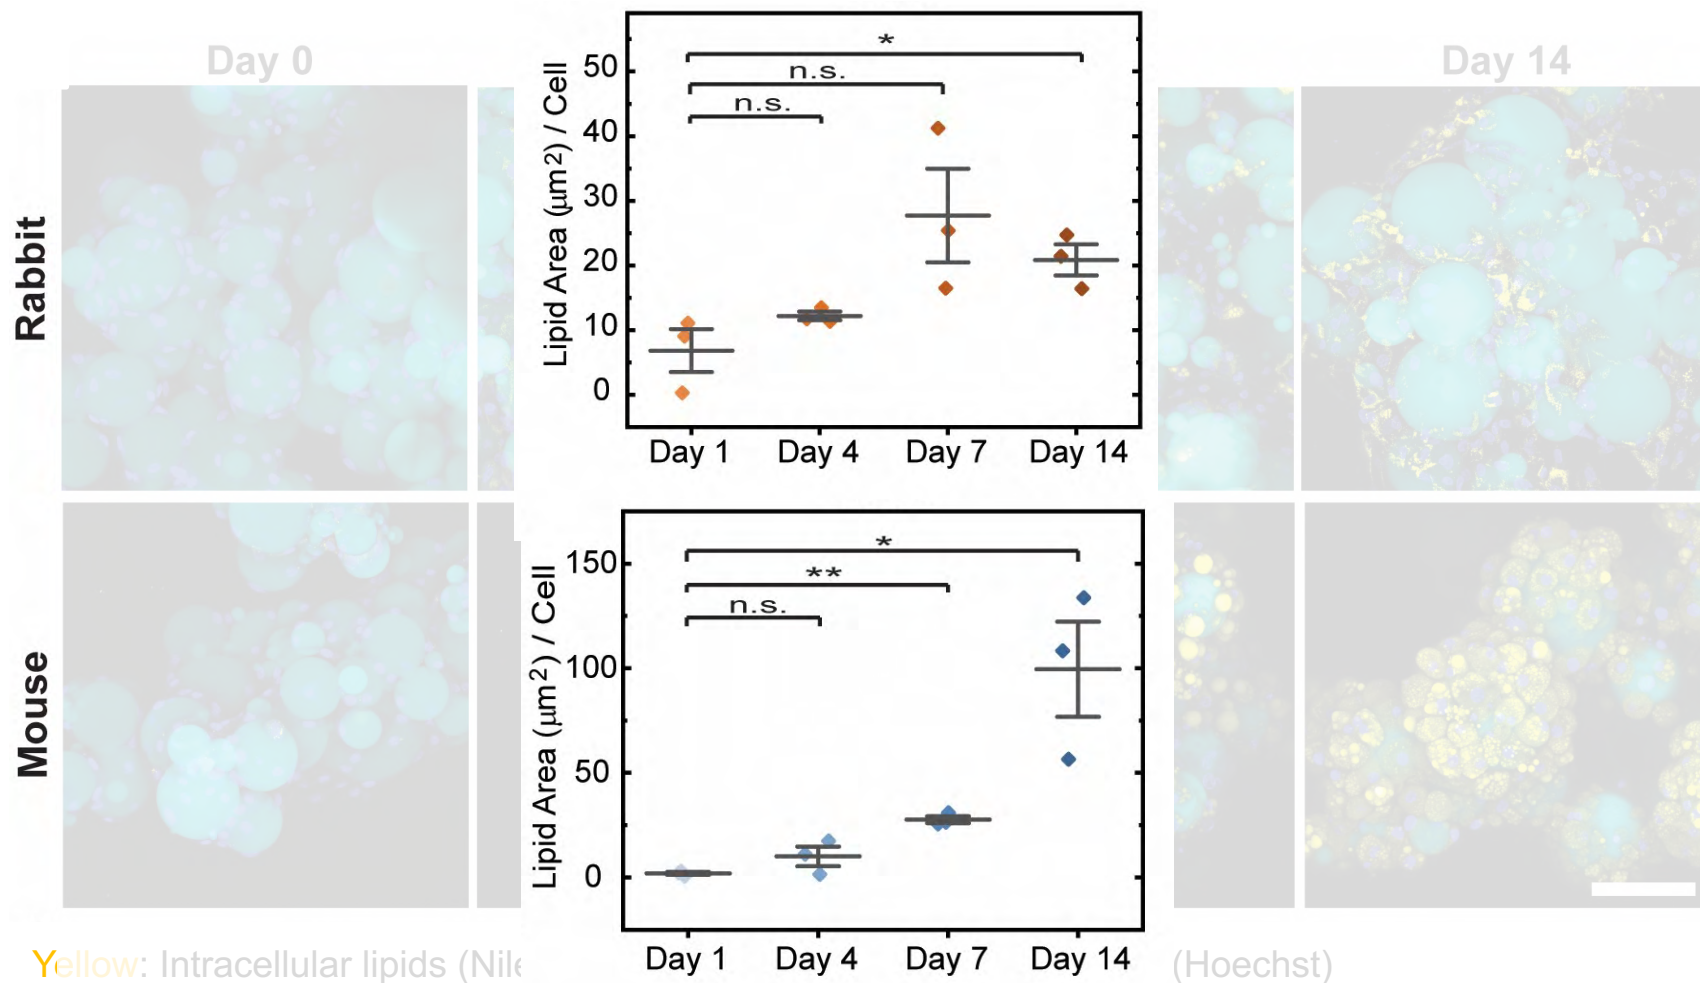 Day 0
Day 14
Rabbit
Mouse
Lipid Area (μm2) / Cell
50
40
30
20
10
0
*
n.s.
n.s.
Day 1 Day 4 Day 7 Day 14
Lipid Area (μm2) / Cell
150
100
50
0
*
**
n.s.
Day 1 Day 4 Day 7 Day 14
Yellow: Intracellular lipids (Nile (Hoechst)